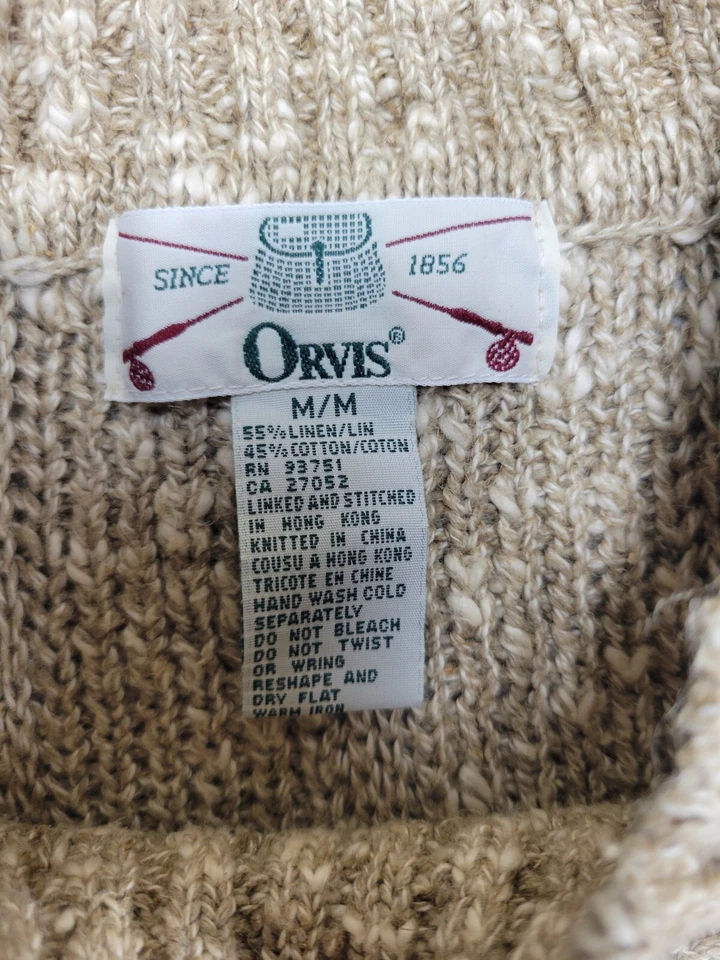 SINCE 1856
ORVIS®
M/M
55% LINEN/LIN
45% COTTON/COTON
RN 93751
CA 27052
LINKED AND STITCHED
IN HONG KONG
KNITTED IN CHINA
COUSU A HONG KONG
TRICOTE EN CHINE
HAND WASH COLD
SEPARATELY
DO NOT BLEACH
DO NOT TWIST
OR WRING
RESHAPE AND
DRY FLAT
WARM IRON